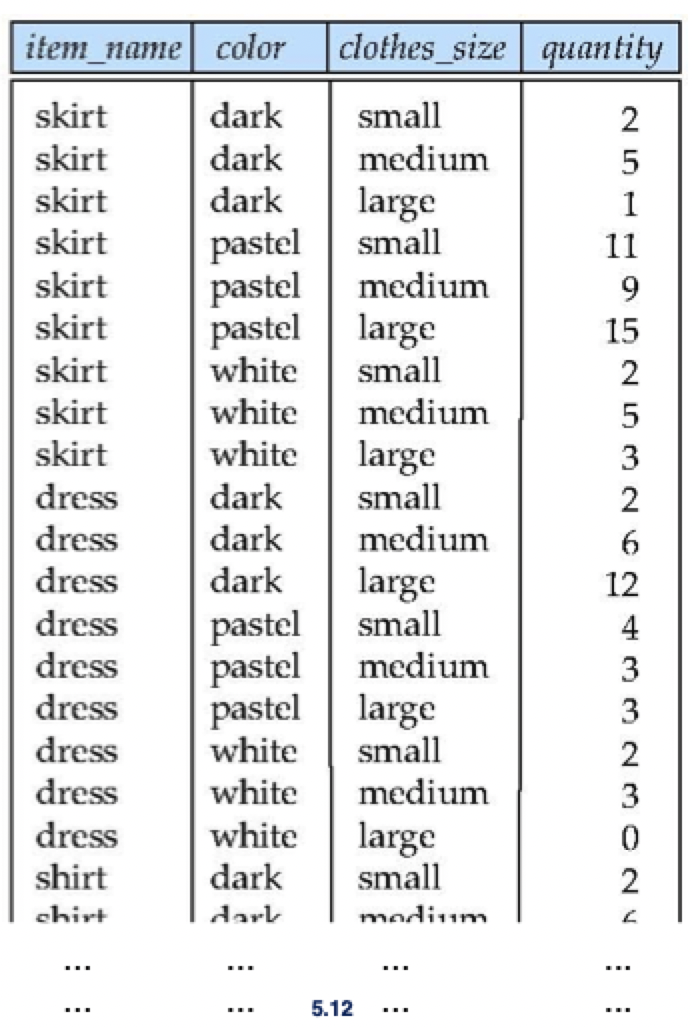 item_name color clothes_size quantity
skirt dark small 2
skirt dark medium 5
skirt dark large 1
skirt pastel small 11
skirt pastel medium 9
skirt pastel large 15
skirt white small 2
skirt white medium 5
skirt white large 3
dress dark small 2
dress dark medium 6
dress dark large 12
dress pastel small 4
dress pastel medium 3
dress pastel large 3
dress white small 2
dress white medium 3
dress white large 0
shirt dark small 2
shirt dark medium 6
... ... ... ...
... ... 5.12 ... ...